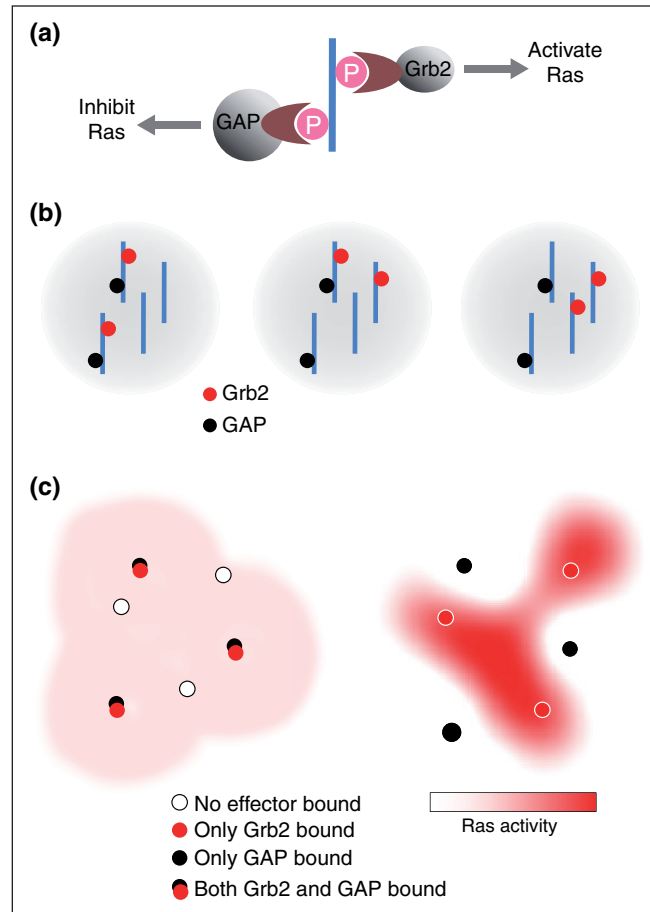 (a)
P
Grb2
Activate
Ras
Inhibit
Ras
GAP
P
(b)
Grb2
GAP
(c)
No effector bound
Only Grb2 bound
Only GAP bound
Both Grb2 and GAP bound
Ras activity